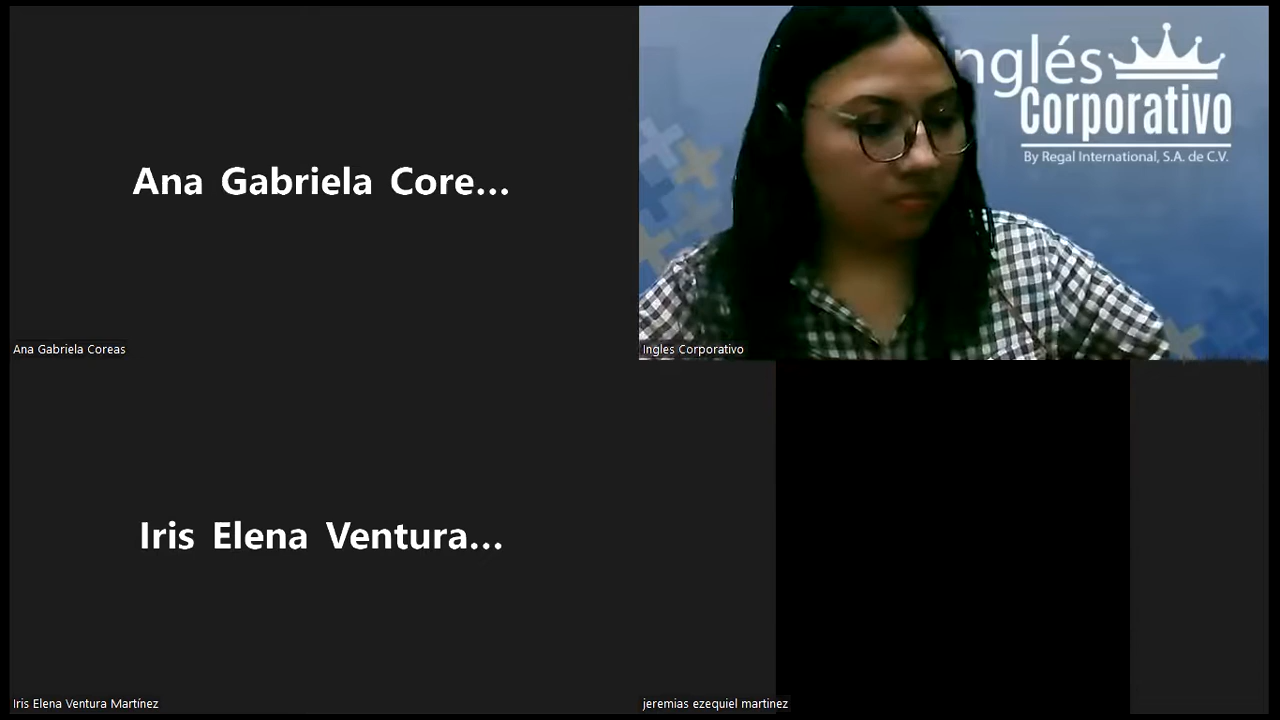 Ana Gabriela Core...
Ana Gabriela Coreas
nglés
Corporativo
By Regal International, S.A. de C.V.
Ingles Corporativo
Iris Elena Ventura...
Iris Elena Ventura Martínez
jeremias ezequiel martinez